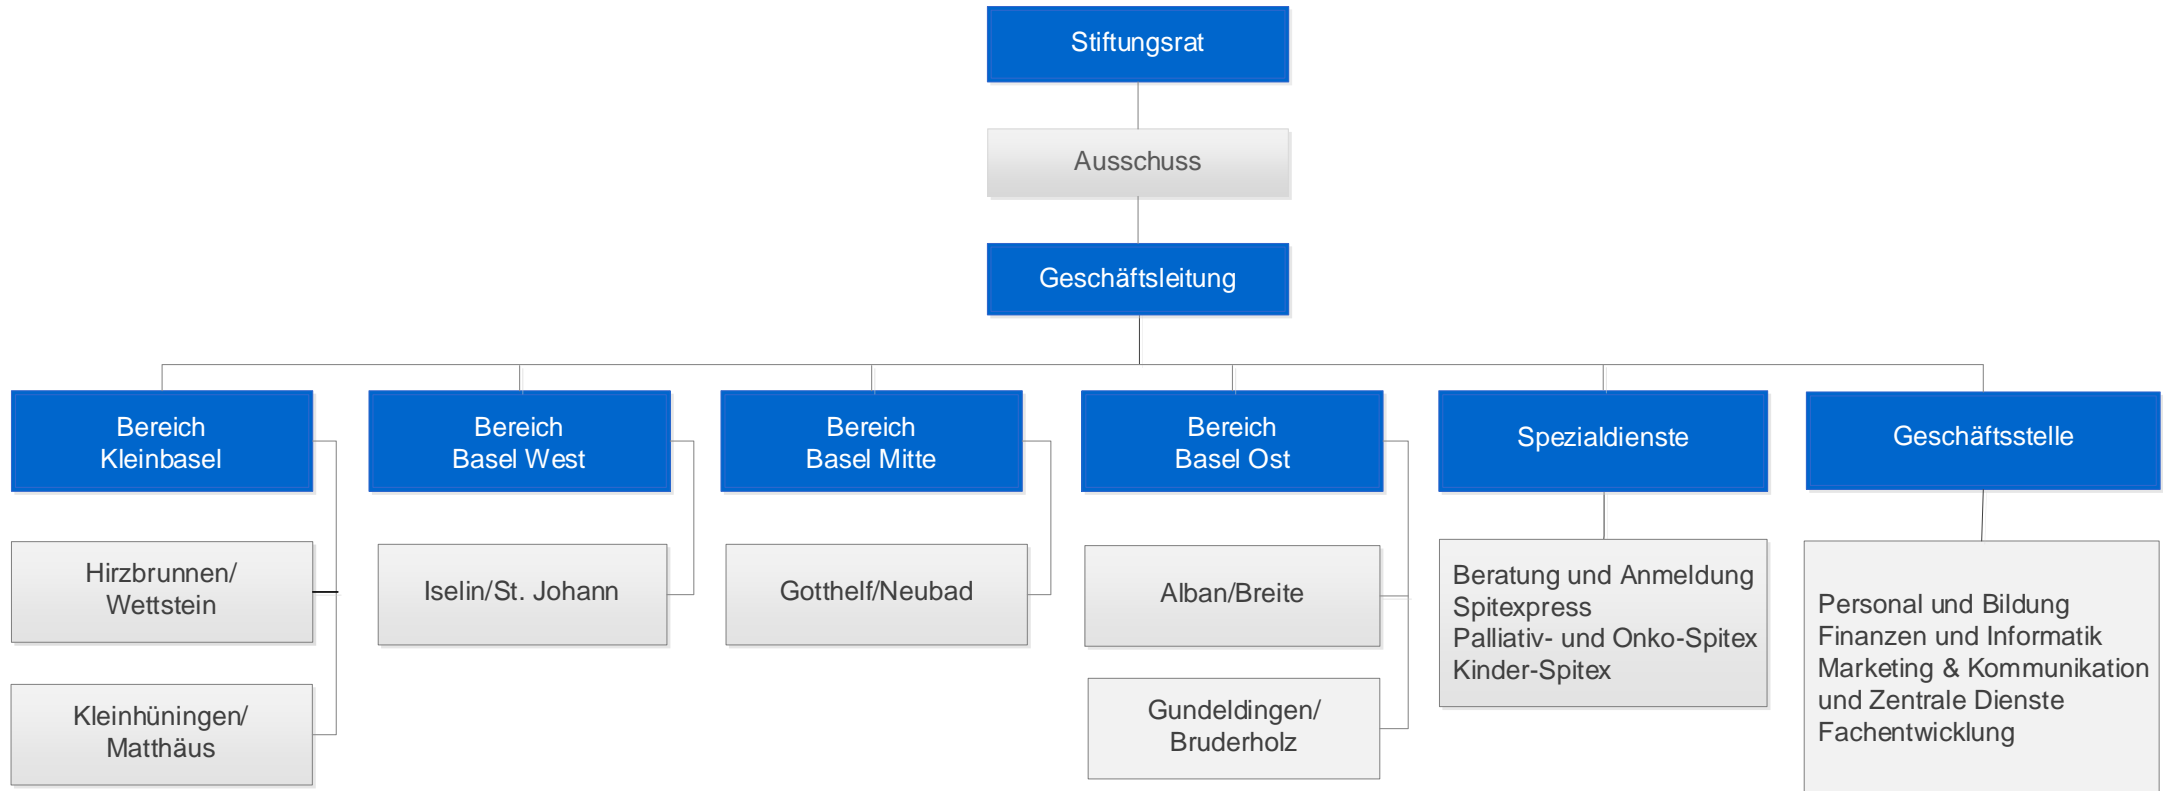 Stiftungsrat
Ausschuss
Geschäftsleitung
Bereich
Kleinbasel
Bereich
Basel West
Bereich
Basel Mitte
Bereich
Basel Ost
Spezialdienste
Geschäftsstelle
Hirzbrunnen/
Wettstein
Iselin/St. Johann
Gotthelf/Neubad
Alban/Breite
Beratung und Anmeldung
Spitexpress
Palliativ- und Onko-Spitex
Kinder-Spitex
Personal und Bildung
Finanzen und Informatik
Marketing & Kommunikation
und Zentrale Dienste
Fachentwicklung
Kleinhüningen/
Matthäus
Gundeldingen/
Bruderholz